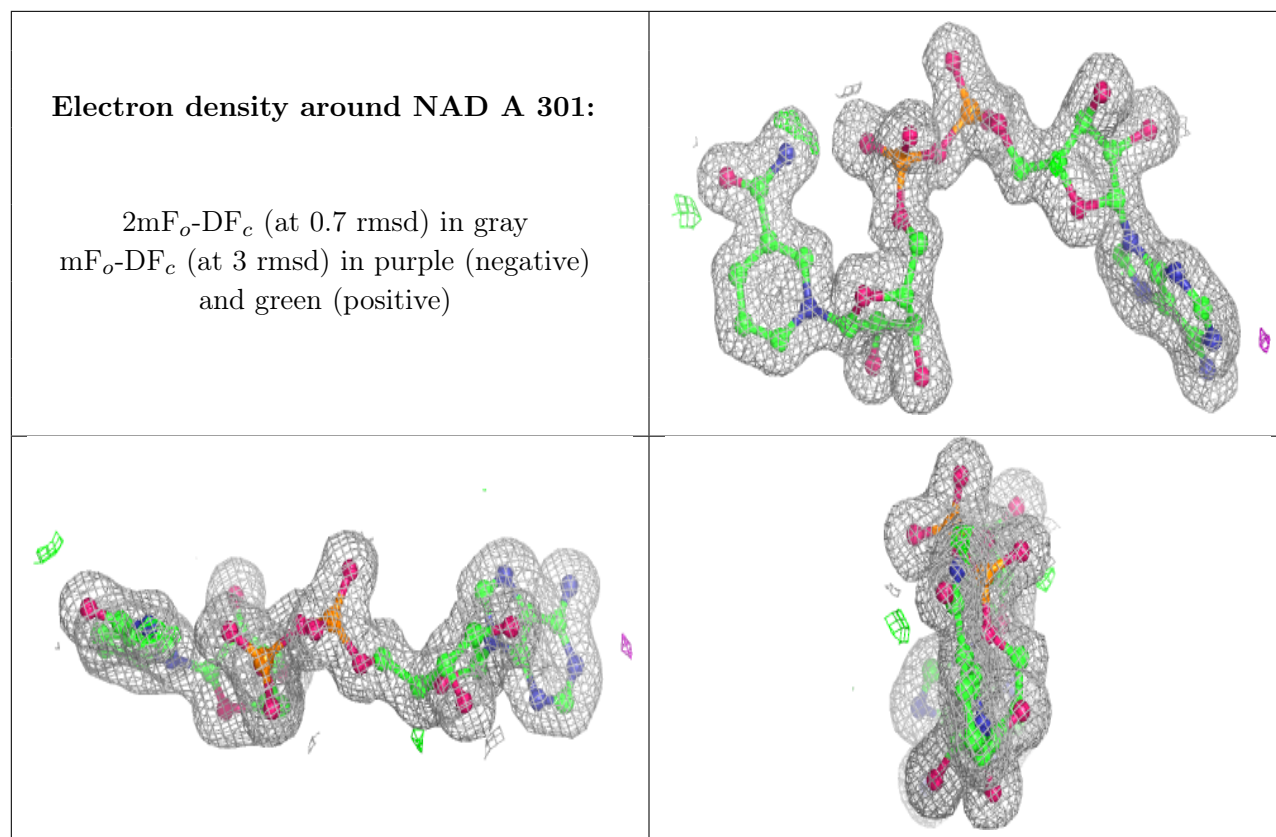 Electron density around NAD A 301:
2mFo-DFc (at 0.7 rmsd) in gray
mFo-DFc (at 3 rmsd) in purple (negative)
and green (positive)